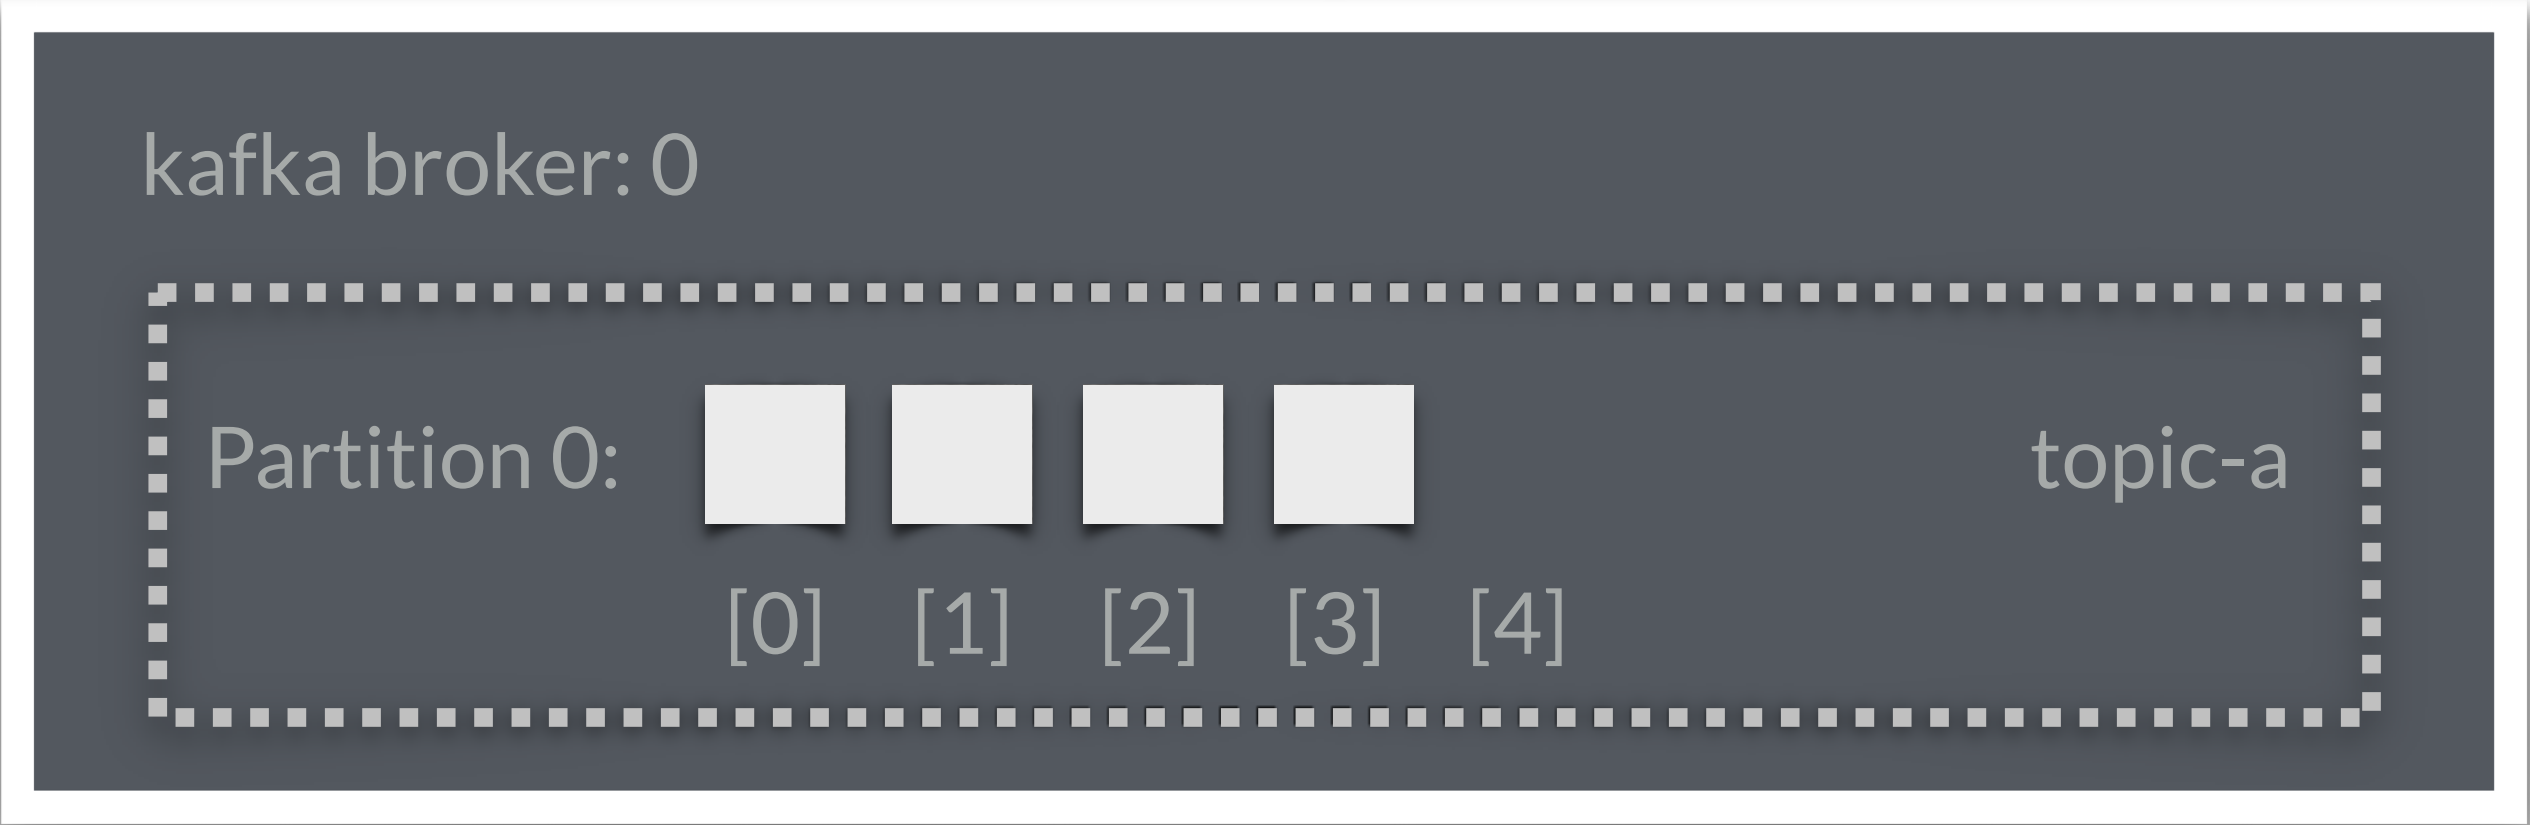 kafka broker: 0
Partition 0: topic-a
[0] [1] [2] [3] [4]